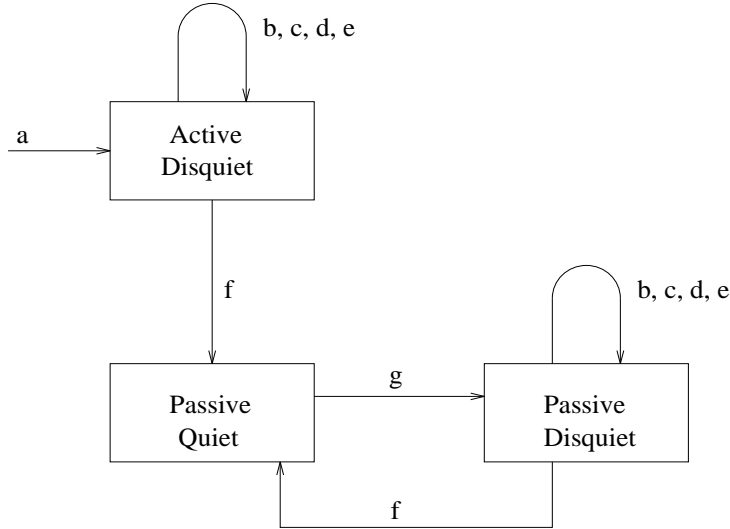 b, c, d, e
a
Active
Disquiet
f
b, c, d, e
g
Passive
Quiet
Passive
Disquiet
f